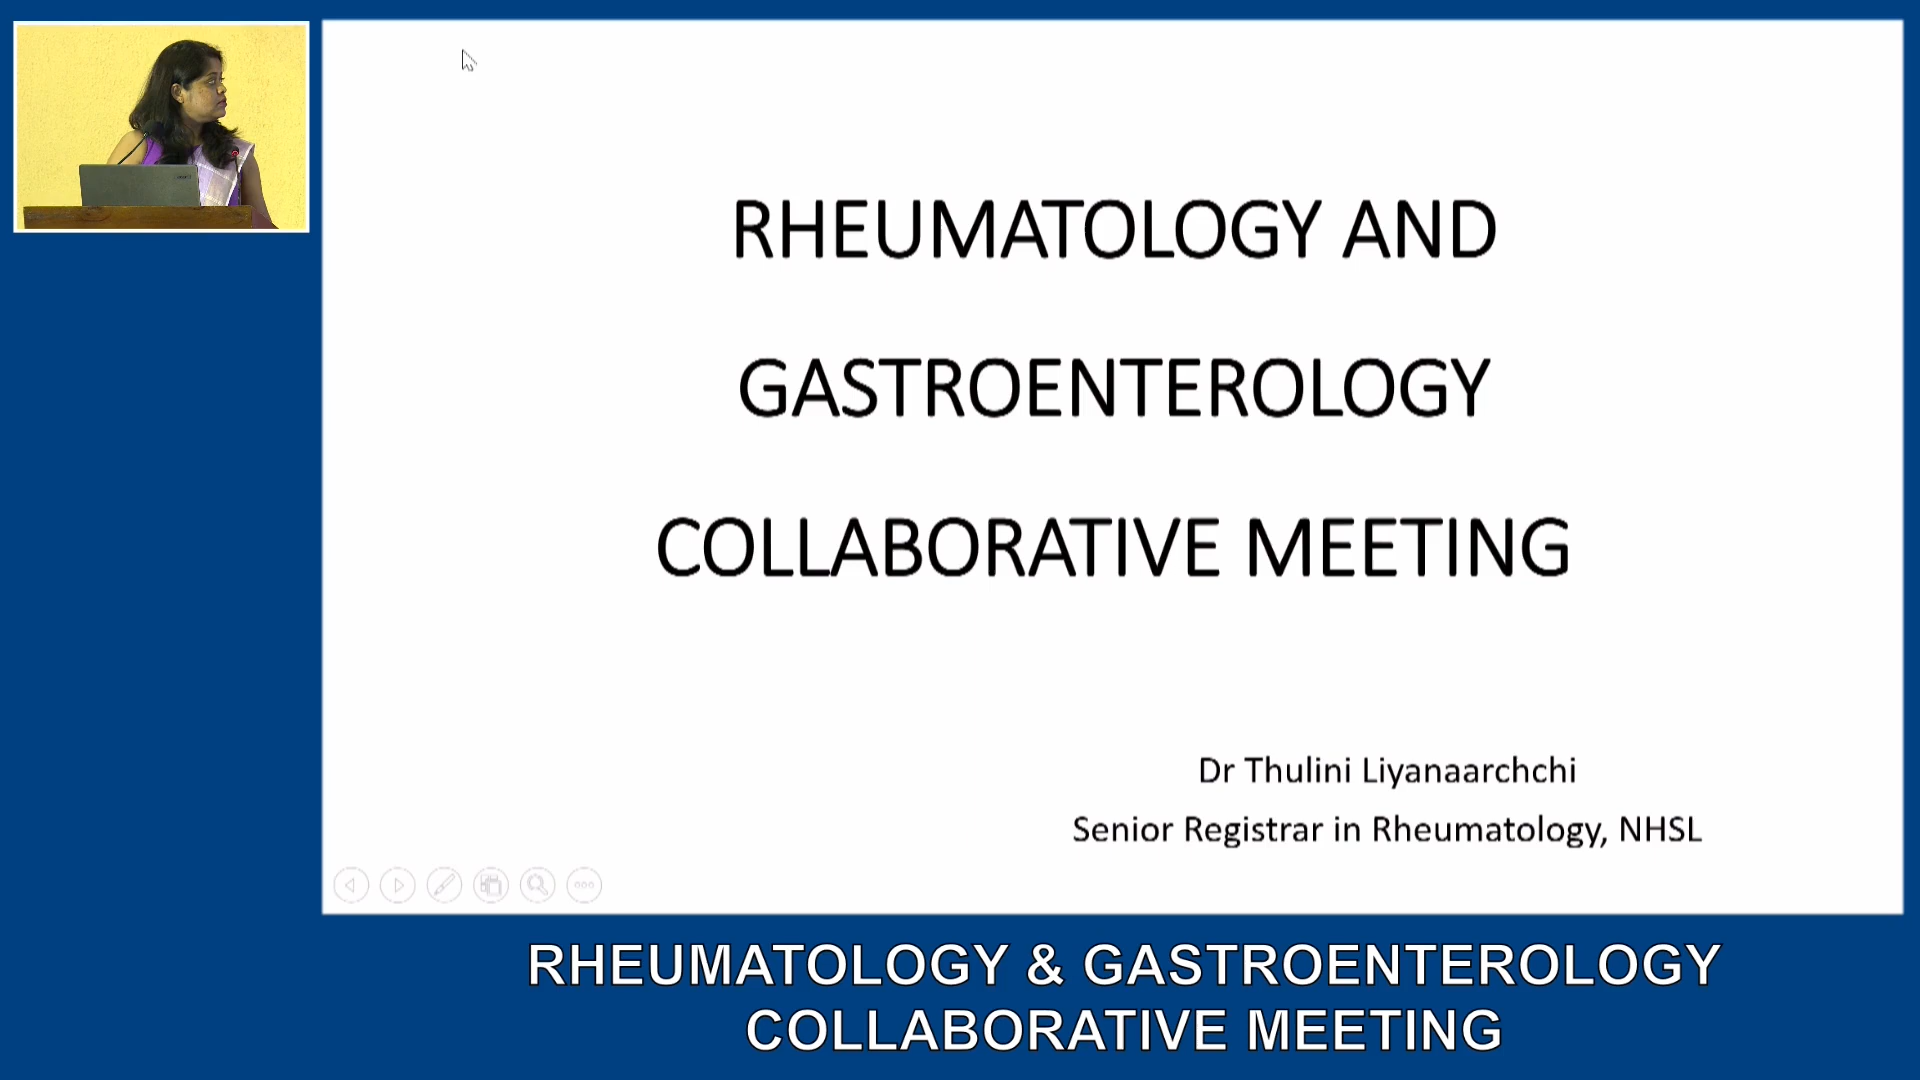 RHEUMATOLOGY AND
GASTROENTEROLOGY
COLLABORATIVE MEETING
Dr Thulini Liyanaarchchi
Senior Registrar in Rheumatology, NHSL
RHEUMATOLOGY & GASTROENTEROLOGY
COLLABORATIVE MEETING